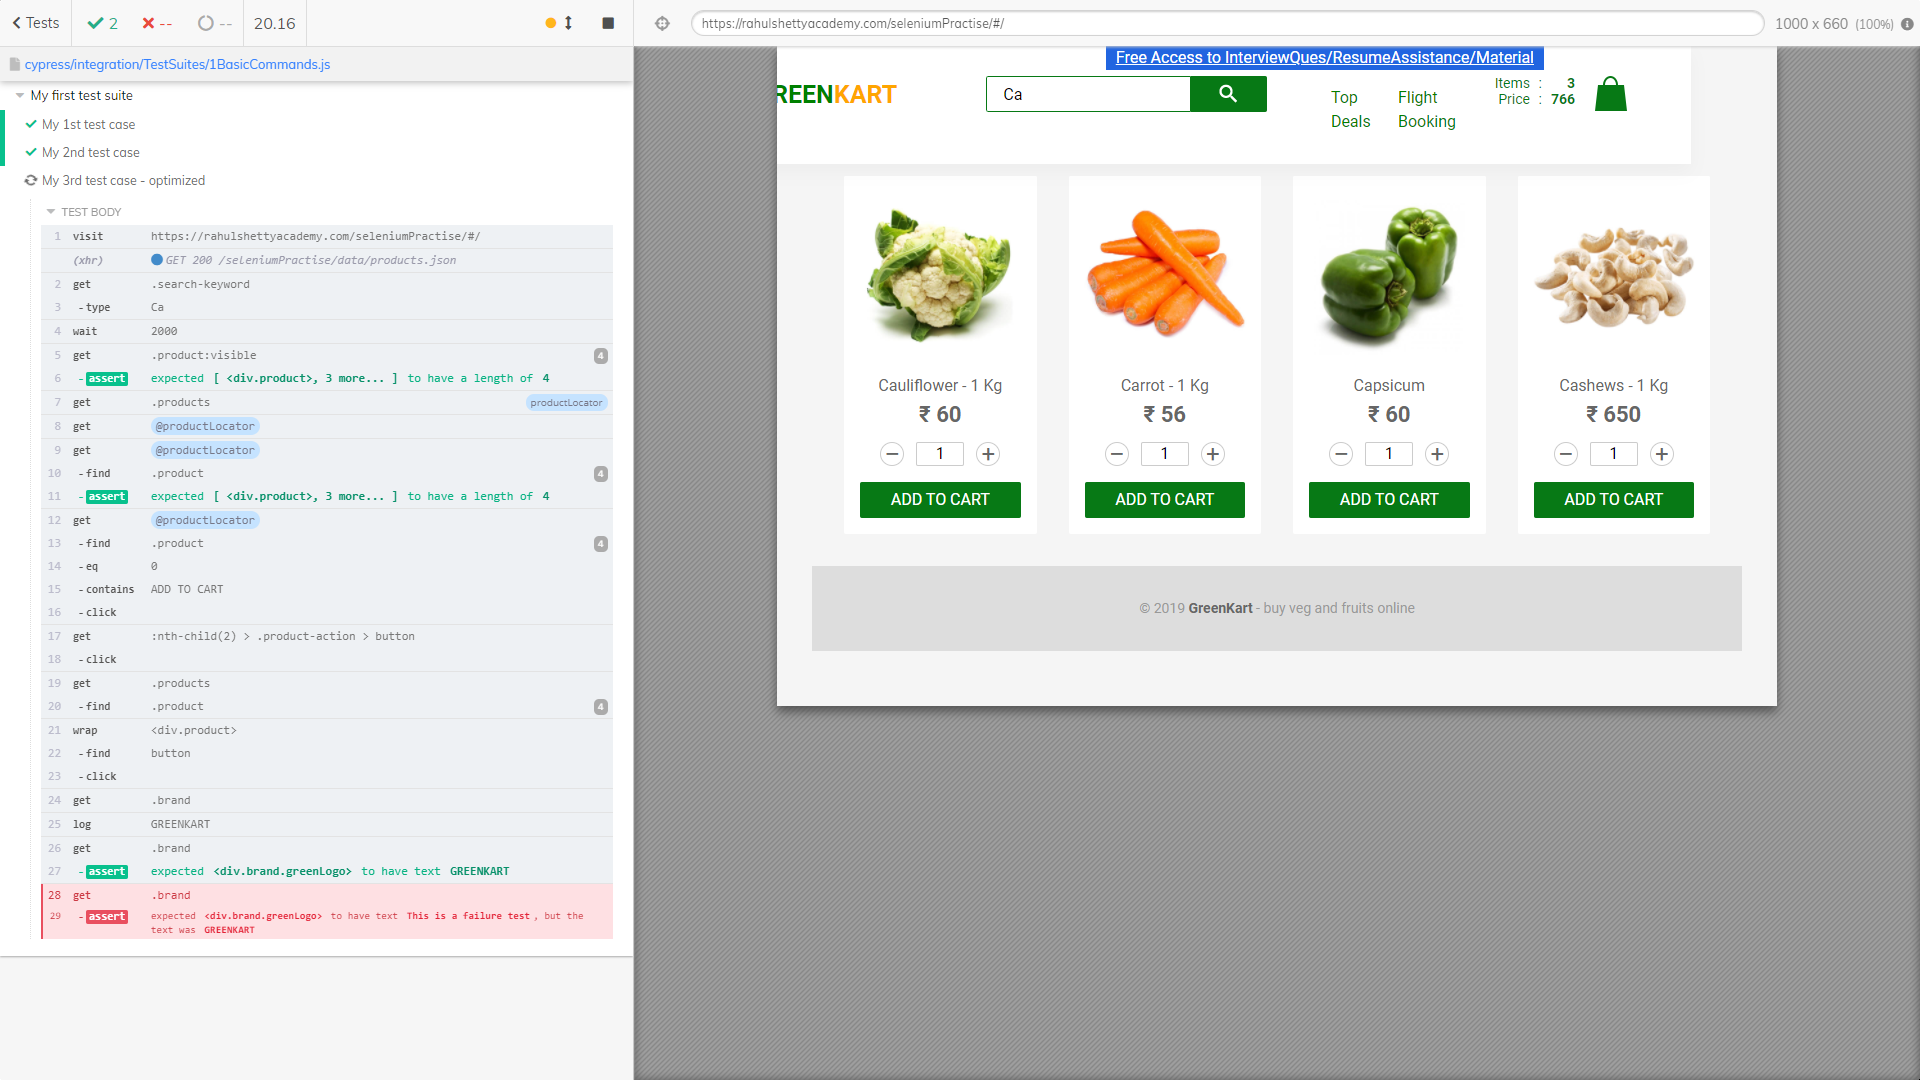 Tests
2
--
--
20.16
cypress/integration/TestSuites/1BasicCommands.js
My first test suite
My 1st test case
My 2nd test case
My 3rd test case - optimized
TEST BODY
1 visit https://rahulshettyacademy.com/seleniumPractise/#/
(xhr) GET 200 /seleniumPractise/data/products.json
2 get .search-keyword
3 -type Ca
4 wait 2000
5 get .product:visible 4
6 -assert expected [ <div.product>, 3 more... ] to have a length of 4
7 get .products productLocator
8 get @productLocator
9 get @productLocator
10 -find .product 4
11 -assert expected [ <div.product>, 3 more... ] to have a length of 4
12 get @productLocator
13 -find .product 4
14 -eq 0
15 -contains ADD TO CART
16 -click
17 get :nth-child(2) > .product-action > button
18 -click
19 get .products
20 -find .product 4
21 wrap <div.product>
22 -find button
23 -click
24 get .brand
25 log GREENKART
26 get .brand
27 -assert expected <div.brand.greenLogo> to have text GREENKART
28 get .brand
29 -assert expected <div.brand.greenLogo> to have text This is a failure test, but the
text was GREENKART
https://rahulshettyacademy.com/seleniumPractise/#/
1000 x 660 (100%)
Free Access to InterviewQues/ResumeAssistance/Material
REENKART
Ca
Top Deals
Flight Booking
Items : 3
Price : 766
Cauliflower - 1 Kg
₹ 60
− 1 +
ADD TO CART
Carrot - 1 Kg
₹ 56
− 1 +
ADD TO CART
Capsicum
₹ 60
− 1 +
ADD TO CART
Cashews - 1 Kg
₹ 650
− 1 +
ADD TO CART
© 2019 GreenKart - buy veg and fruits online